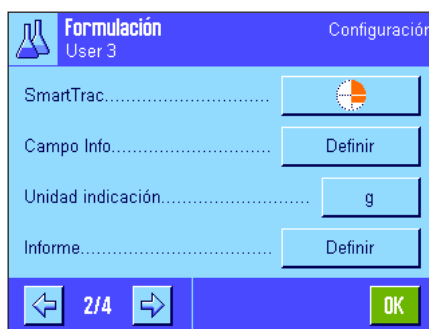 Formulación
Configuración
User 3
SmartTrac..............................
Campo Info............................. Definir
Unidad indicación........................... g
Informe................................... Definir
2/4
OK